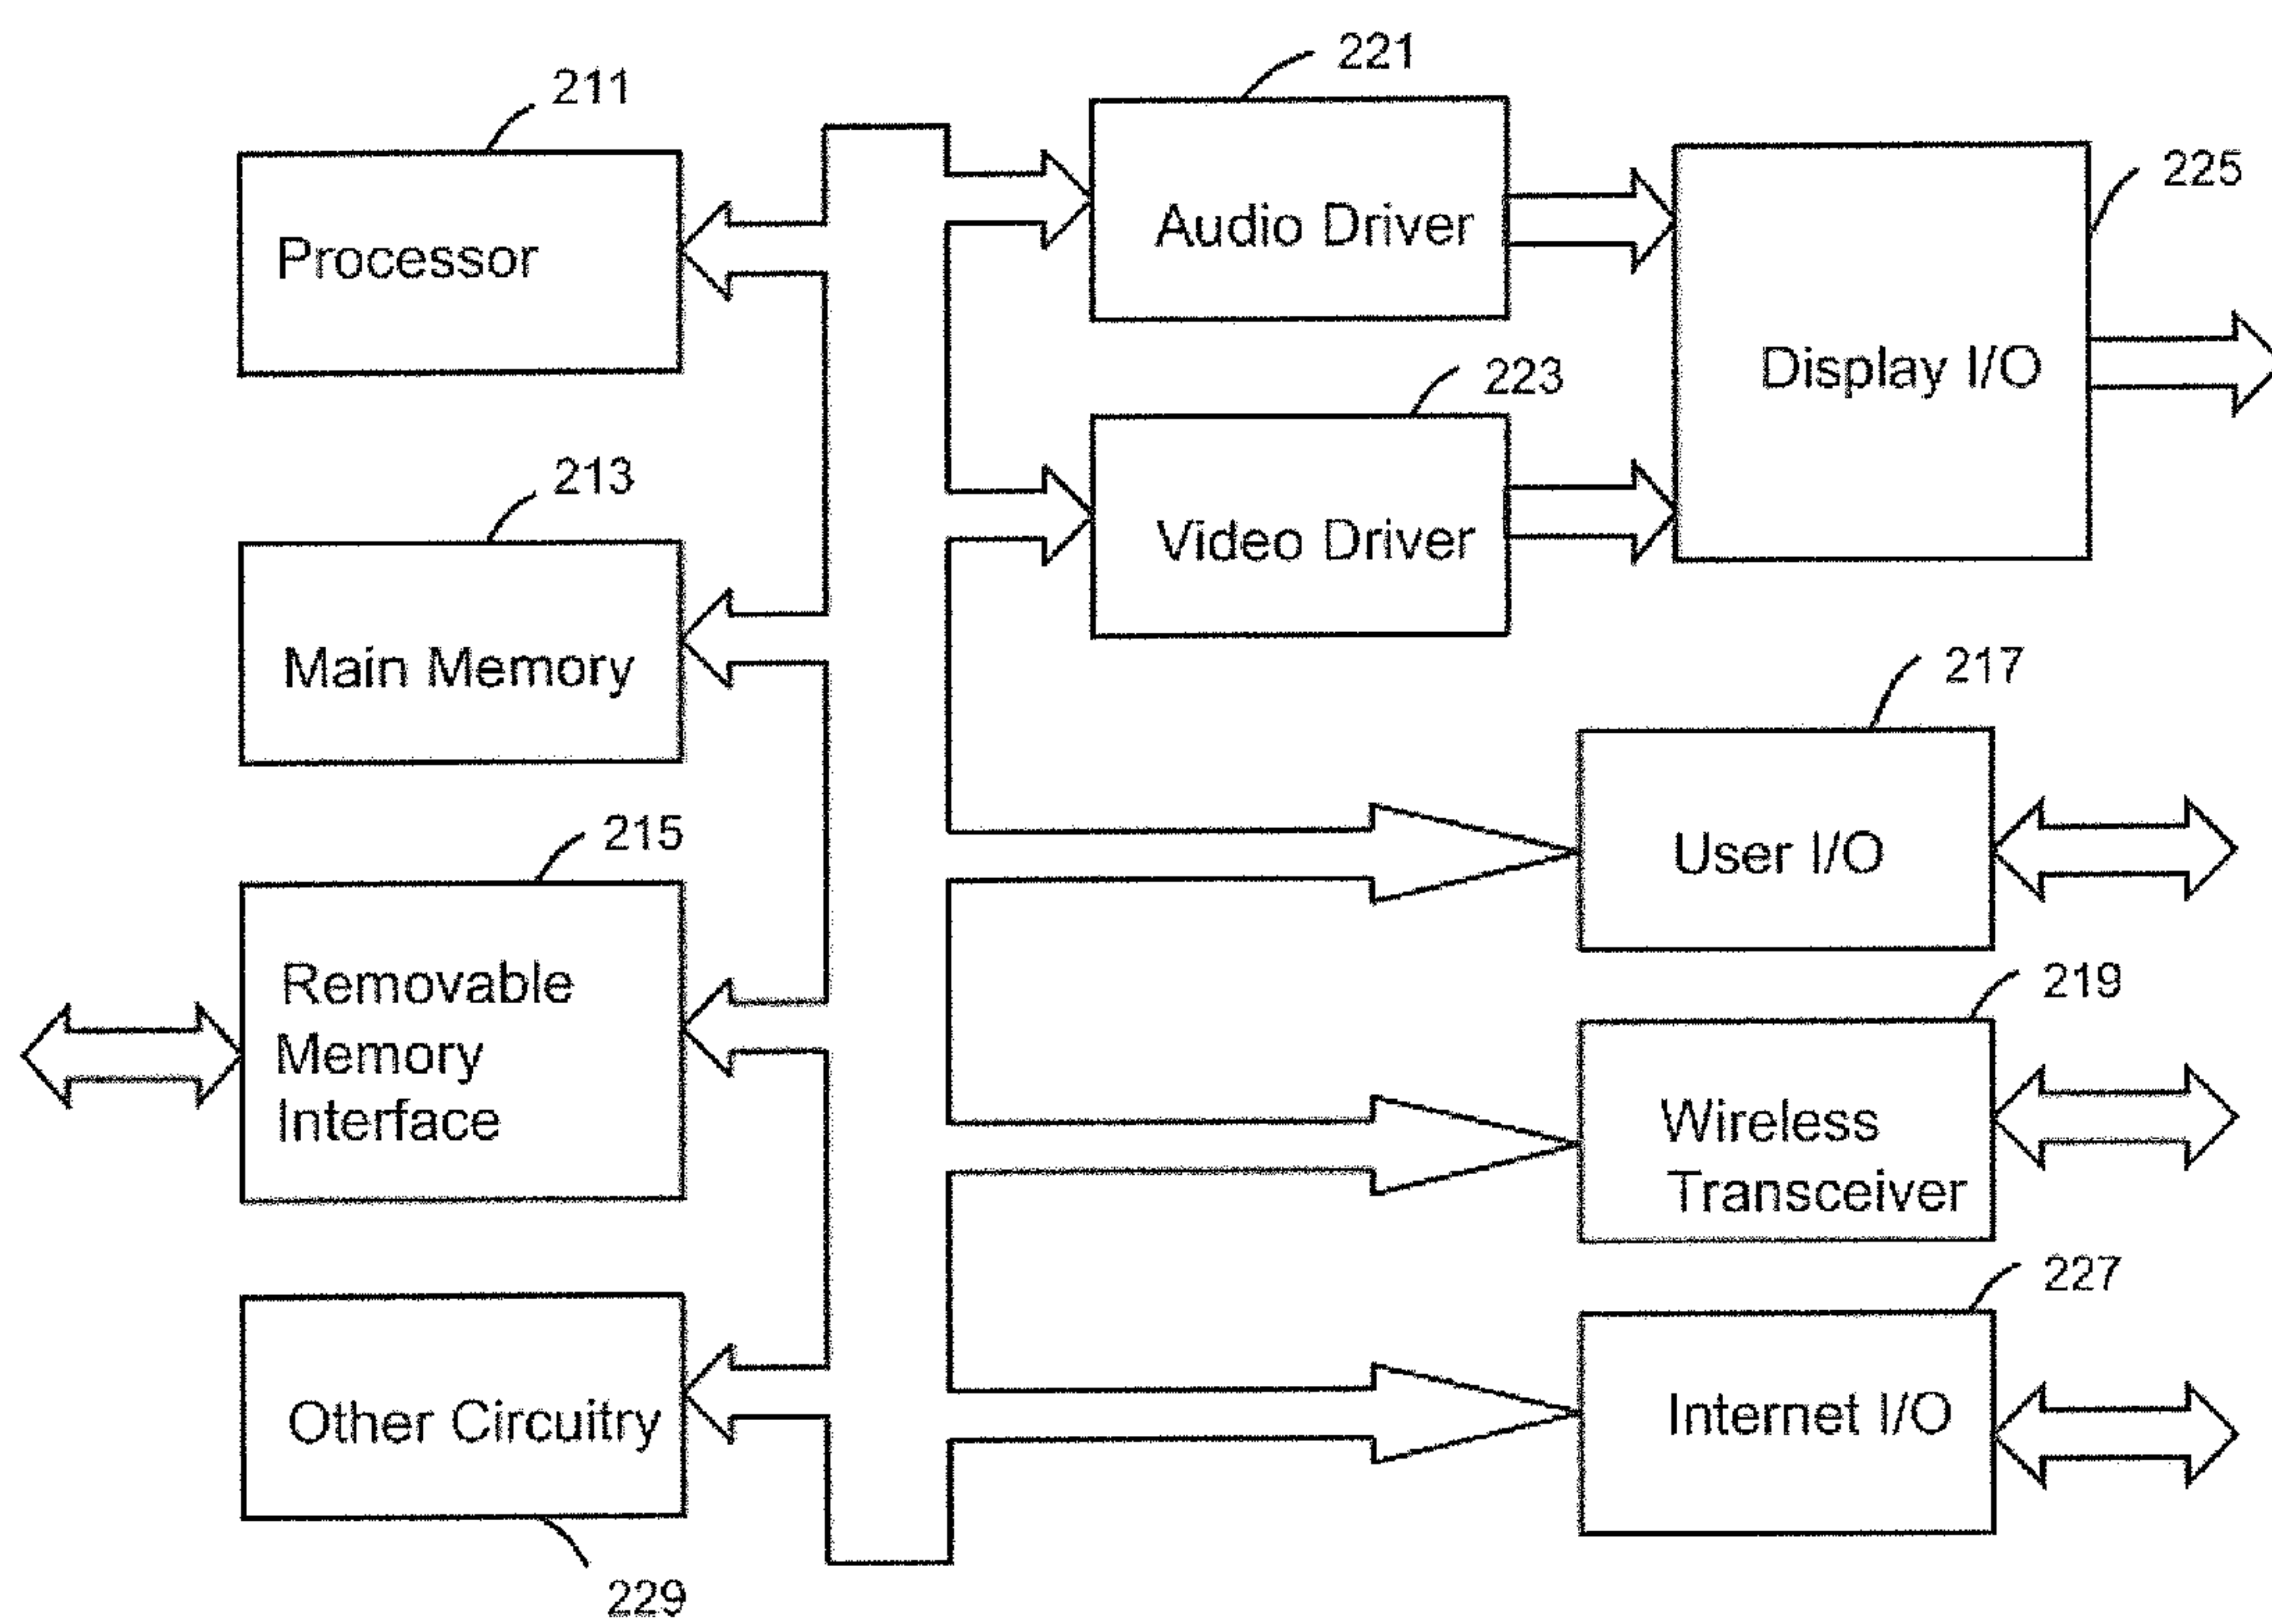 211
Processor
213
Main Memory
215
Removable
Memory
Interface
Other Circuitry
229
221
Audio Driver
223
Video Driver
225
Display I/O
217
User I/O
219
Wireless
Transceiver
227
Internet I/O